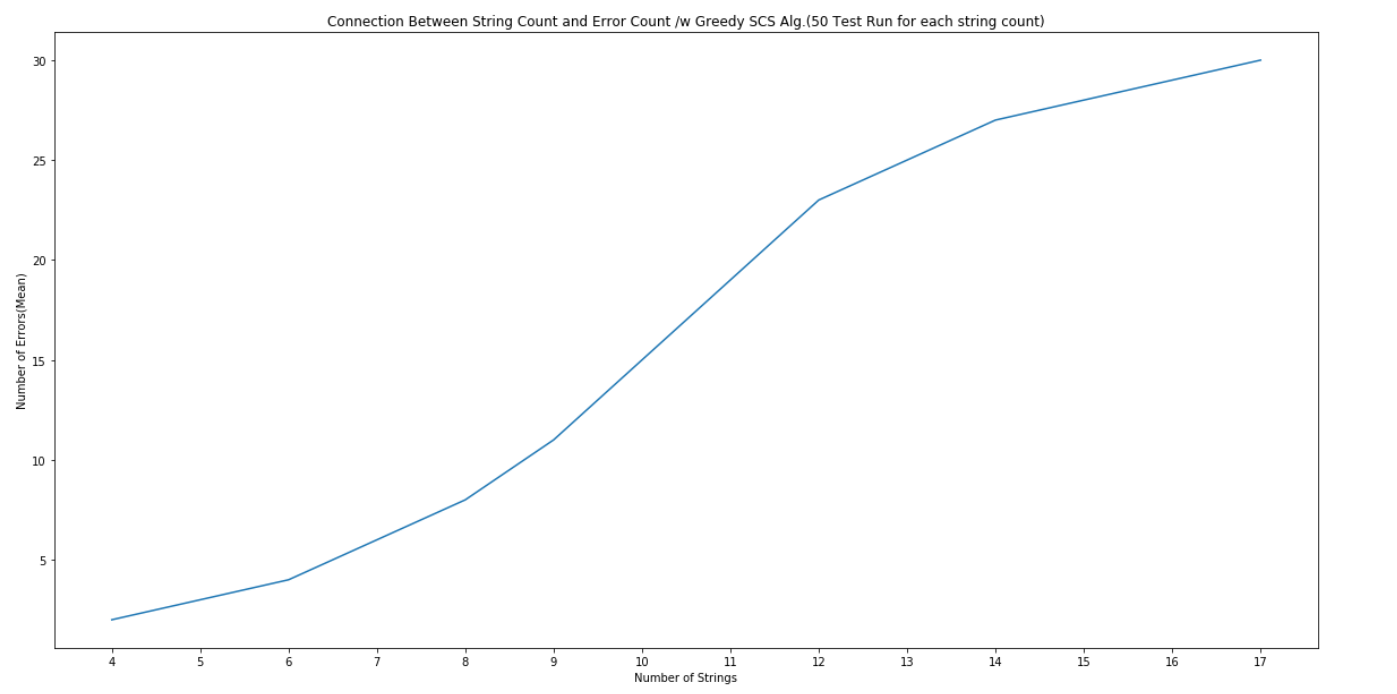 Connection Between String Count and Error Count /w Greedy SCS Alg.(50 Test Run for each string count)
30
25
20
15
10
5
Number of Errors(Mean)
4 5 6 7 8 9 10 11 12 13 14 15 16 17
Number of Strings